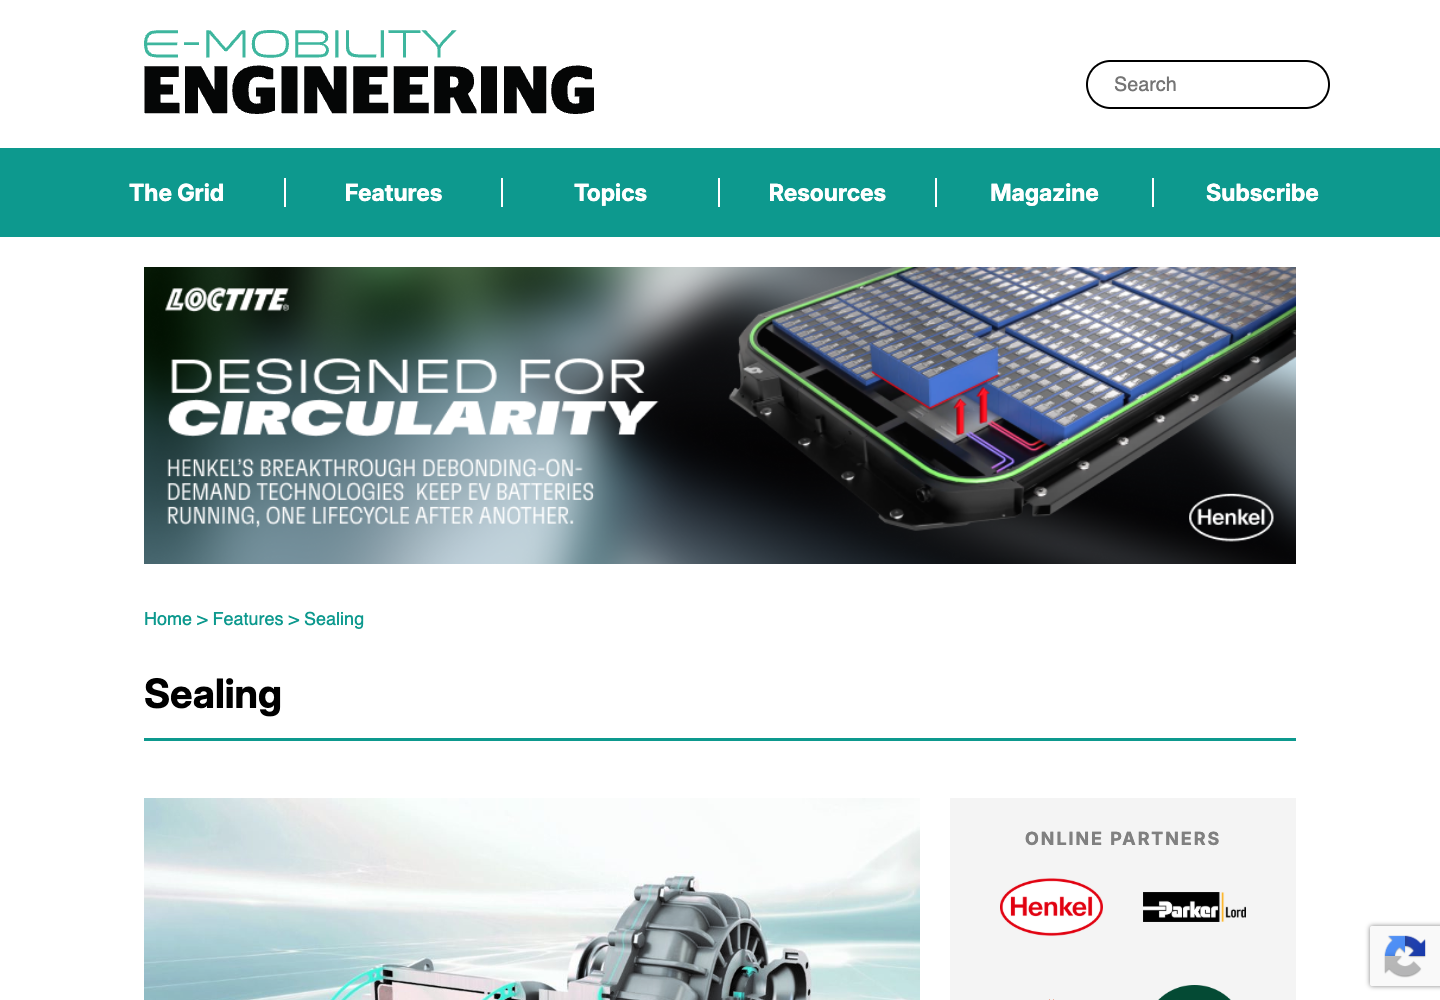 E-MOBILITY
ENGINEERING
Search
The Grid
Features
Topics
Resources
Magazine
Subscribe
LOCTITE®
DESIGNED FOR
CIRCULARITY
HENKEL'S BREAKTHROUGH DEBONDING-ON-
DEMAND TECHNOLOGIES KEEP EV BATTERIES
RUNNING, ONE LIFECYCLE AFTER ANOTHER.
Henkel
Home > Features > Sealing
Sealing
ONLINE PARTNERS
Henkel
Parker Lord